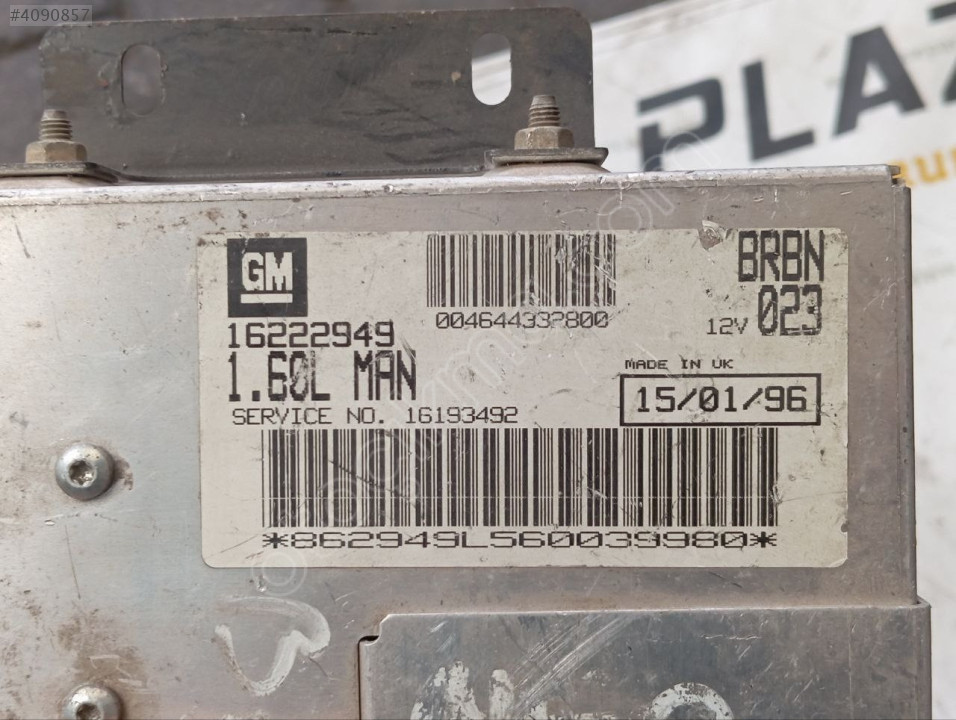 #4090857
PLAZ
GM
004644332800
BRBN
023
12V
16222949
1.60L MAN
MADE IN UK
15/01/96
SERVICE NO. 16193492
*862949L560039980*